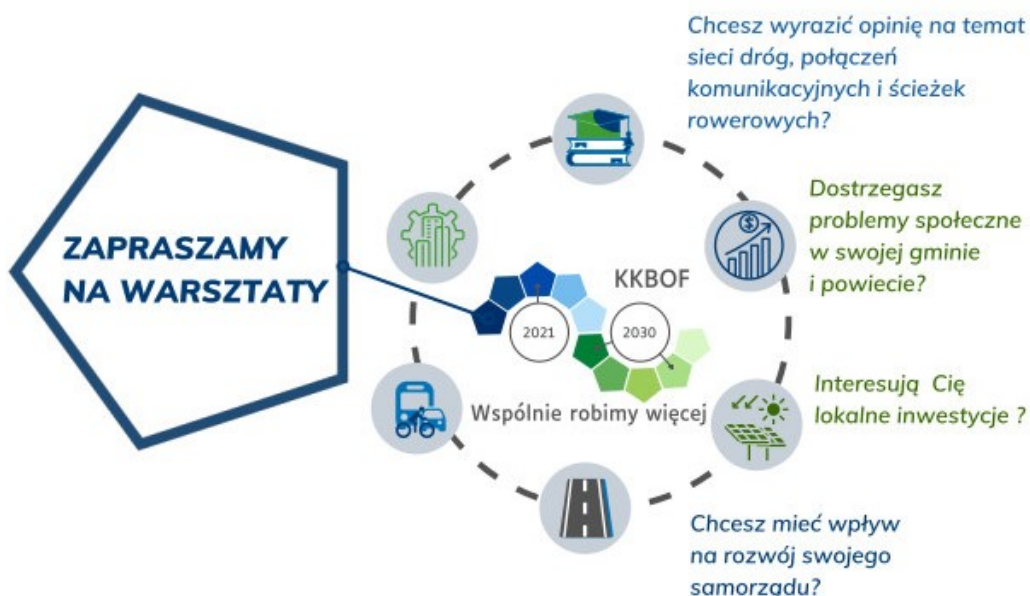 Chcesz wyrazić opinię na temat
sieci dróg, połączeń
komunikacyjnych i ścieżek
rowerowych?
ZAPRASZAMY
NA WARSZTATY
Dostrzegasz
problemy społeczne
w swojej gminie
i powiecie?
KKBOF
2021
2030
Wspólnie robimy więcej
Interesują Cię
lokalne inwestycje ?
Chcesz mieć wpływ
na rozwój swojego
samorządu?
$